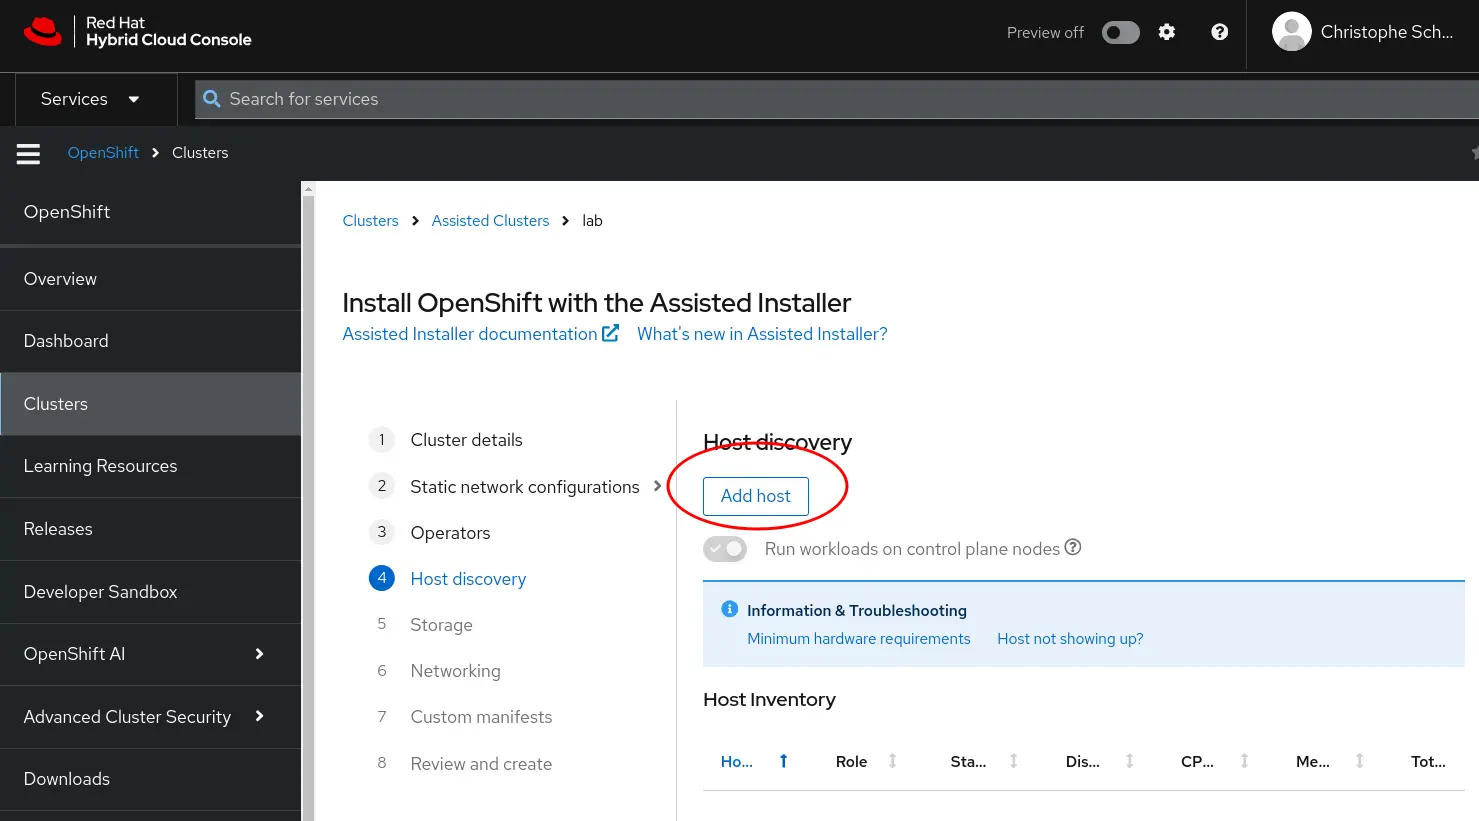 Red Hat
Hybrid Cloud Console
Preview off
Christophe Sch...
Services
Search for services
OpenShift > Clusters
OpenShift
Overview
Dashboard
Clusters
Learning Resources
Releases
Developer Sandbox
OpenShift AI
Advanced Cluster Security
Downloads
Clusters > Assisted Clusters > lab
Install OpenShift with the Assisted Installer
Assisted Installer documentation What's new in Assisted Installer?
1 Cluster details
2 Static network configurations
3 Operators
4 Host discovery
5 Storage
6 Networking
7 Custom manifests
8 Review and create
Host discovery
Add host
Run workloads on control plane nodes
Information & Troubleshooting
Minimum hardware requirements Host not showing up?
Host Inventory
Ho... Role Sta... Dis... CP... Me... Tot...